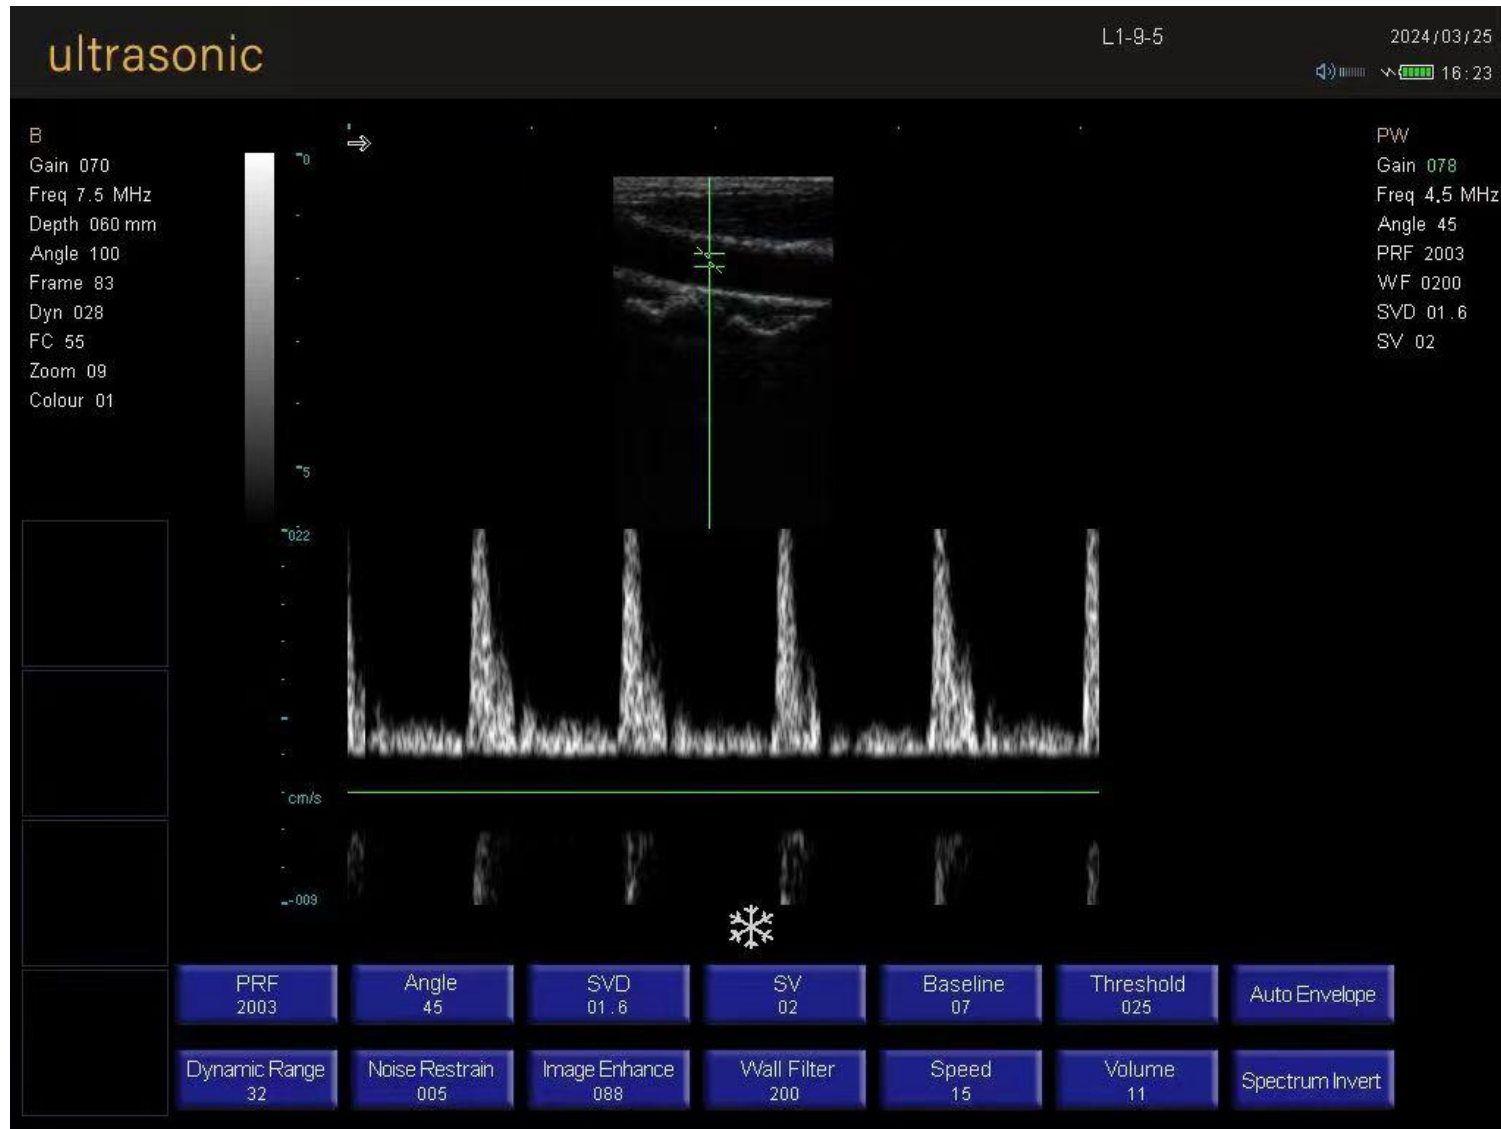 ultrasonic
L1-9-5
2024/03/25
16:23
B
Gain 070
Freq 7.5 MHz
Depth 060 mm
Angle 100
Frame 83
Dyn 028
FC 55
Zoom 09
Colour 01
0
5
PW
Gain 078
Freq 4.5 MHz
Angle 45
PRF 2003
WF 0200
SVD 01.6
SV 02
022
cm/s
-009
PRF
2003
Angle
45
SVD
01.6
SV
02
Baseline
07
Threshold
025
Auto Envelope
Dynamic Range
32
Noise Restrain
005
Image Enhance
088
Wall Filter
200
Speed
15
Volume
11
Spectrum Invert